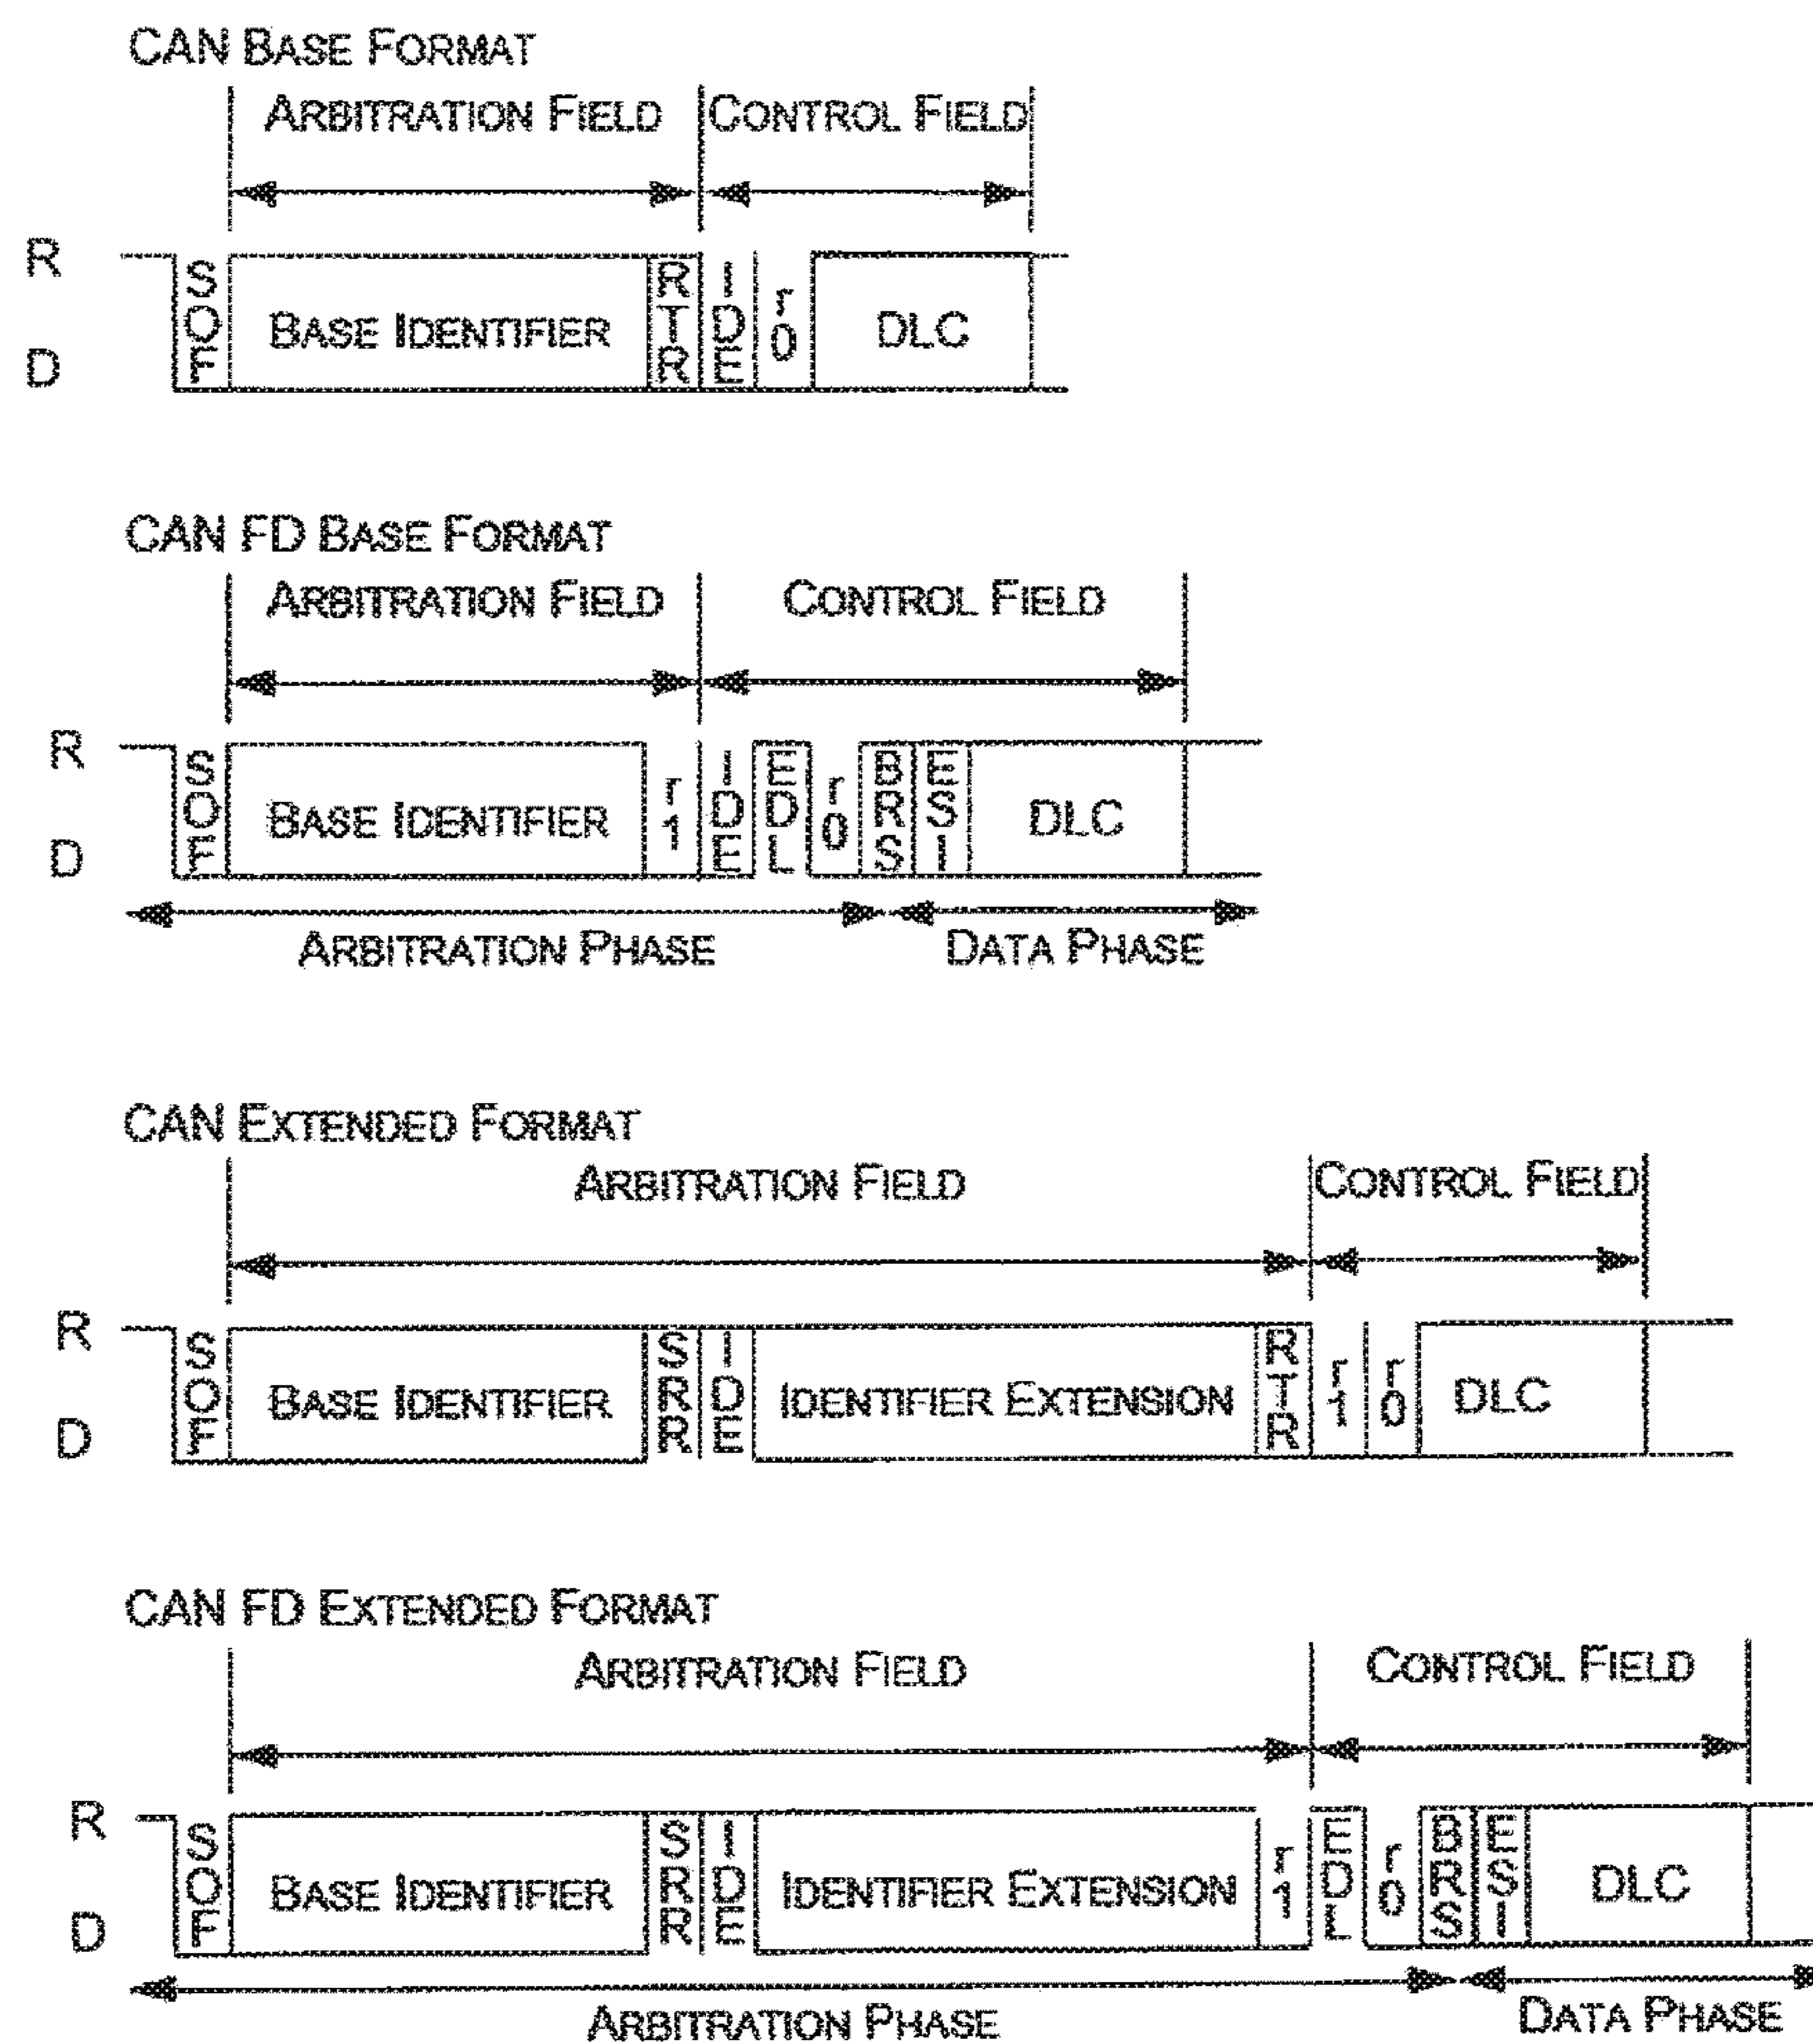 CAN BASE FORMAT
ARBITRATION FIELD CONTROL FIELD
R
D
SOF BASE IDENTIFIER RTR IDE r0 DLC
CAN FD BASE FORMAT
ARBITRATION FIELD CONTROL FIELD
R
D
SOF BASE IDENTIFIER r1 IDE EDL r0 BRS ESI DLC
ARBITRATION PHASE DATA PHASE
CAN EXTENDED FORMAT
ARBITRATION FIELD CONTROL FIELD
R
D
SOF BASE IDENTIFIER SRR IDE IDENTIFIER EXTENSION RTR r1 r0 DLC
CAN FD EXTENDED FORMAT
ARBITRATION FIELD CONTROL FIELD
R
D
SOF BASE IDENTIFIER SRR IDE IDENTIFIER EXTENSION r1 EDL r0 BRS ESI DLC
ARBITRATION PHASE DATA PHASE